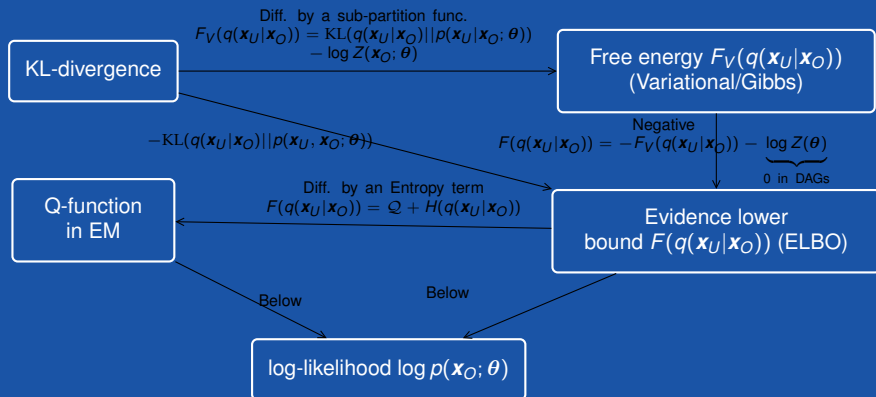 Diff. by a sub-partition func.
F_V(q(x_U|x_O)) = KL(q(x_U|x_O)||p(x_U|x_O; θ))
− log Z(x_O; θ)
KL-divergence
Free energy F_V(q(x_U|x_O))
(Variational/Gibbs)
Negative
−KL(q(x_U|x_O)||p(x_U, x_O; θ))
F(q(x_U|x_O)) = −F_V(q(x_U|x_O)) − log Z(θ)
0 in DAGs
Diff. by an Entropy term
F(q(x_U|x_O)) = Q + H(q(x_U|x_O))
Q-function
in EM
Evidence lower
bound F(q(x_U|x_O)) (ELBO)
Below
Below
log-likelihood log p(x_O; θ)